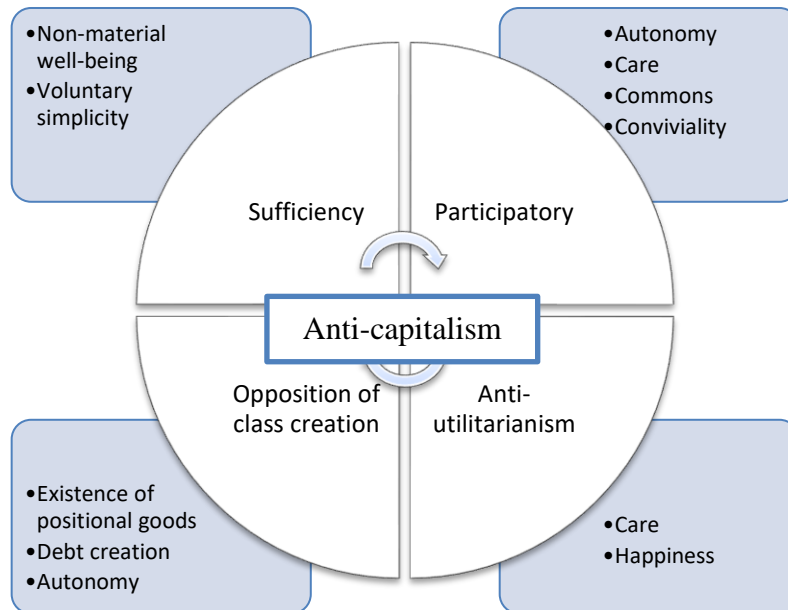 •Non-material
well-being
•Voluntary
simplicity
•Autonomy
•Care
•Commons
•Conviviality
Sufficiency
Participatory
Anti-capitalism
Opposition of
class creation
Anti-
utilitarianism
•Existence of
positional goods
•Debt creation
•Autonomy
•Care
•Happiness